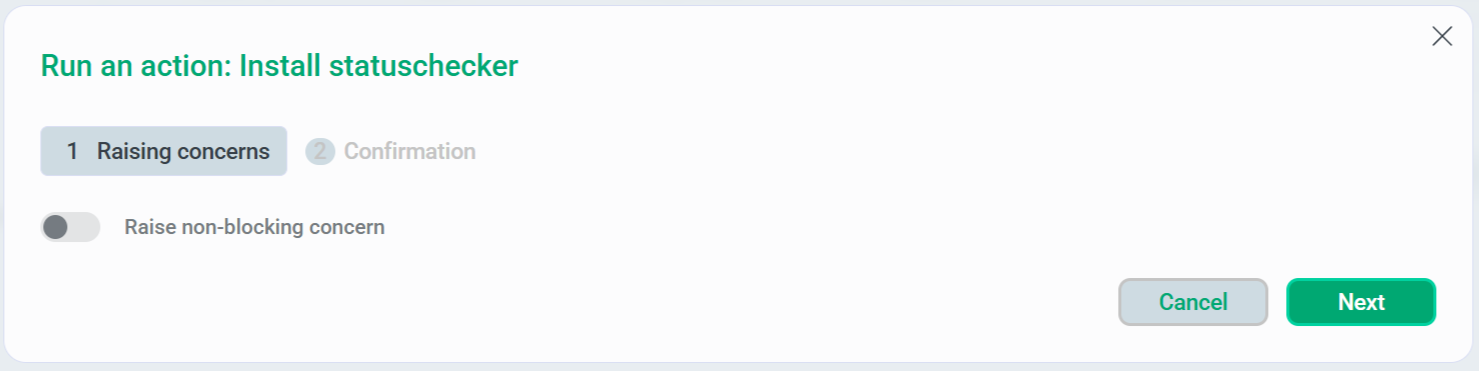 Run an action: Install statuschecker
1 Raising concerns 2 Confirmation
Raise non-blocking concern
Cancel Next